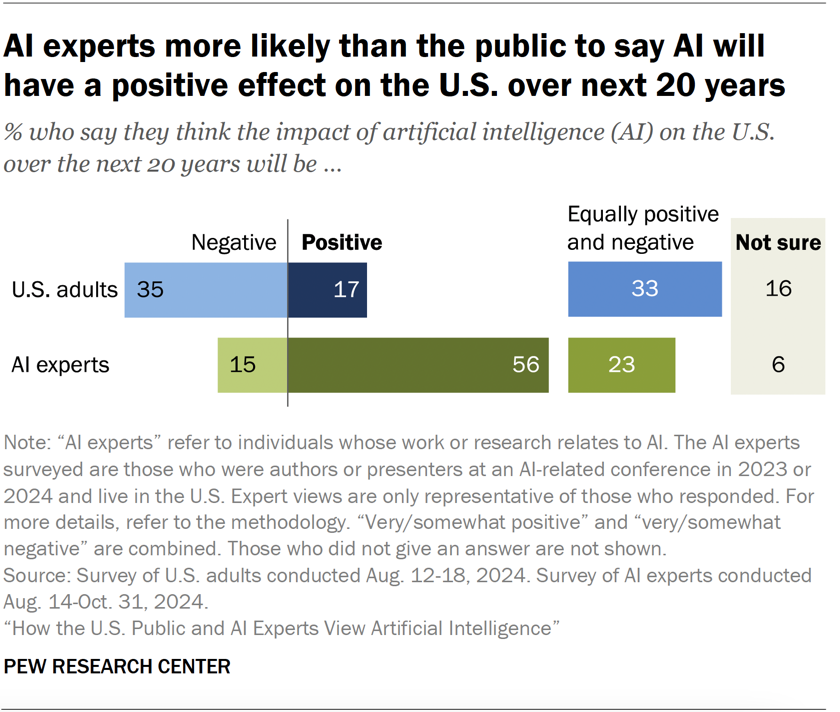 AI experts more likely than the public to say AI will
have a positive effect on the U.S. over next 20 years
% who say they think the impact of artificial intelligence (AI) on the U.S.
over the next 20 years will be ...
Equally positive
Negative Positive and negative Not sure
U.S. adults 35 17 33 16
AI experts 15 56 23 6
Note: “AI experts” refer to individuals whose work or research relates to AI. The AI experts
surveyed are those who were authors or presenters at an AI-related conference in 2023 or
2024 and live in the U.S. Expert views are only representative of those who responded. For
more details, refer to the methodology. “Very/somewhat positive” and “very/somewhat
negative” are combined. Those who did not give an answer are not shown.
Source: Survey of U.S. adults conducted Aug. 12-18, 2024. Survey of AI experts conducted
Aug. 14-Oct. 31, 2024.
“How the U.S. Public and AI Experts View Artificial Intelligence”
PEW RESEARCH CENTER